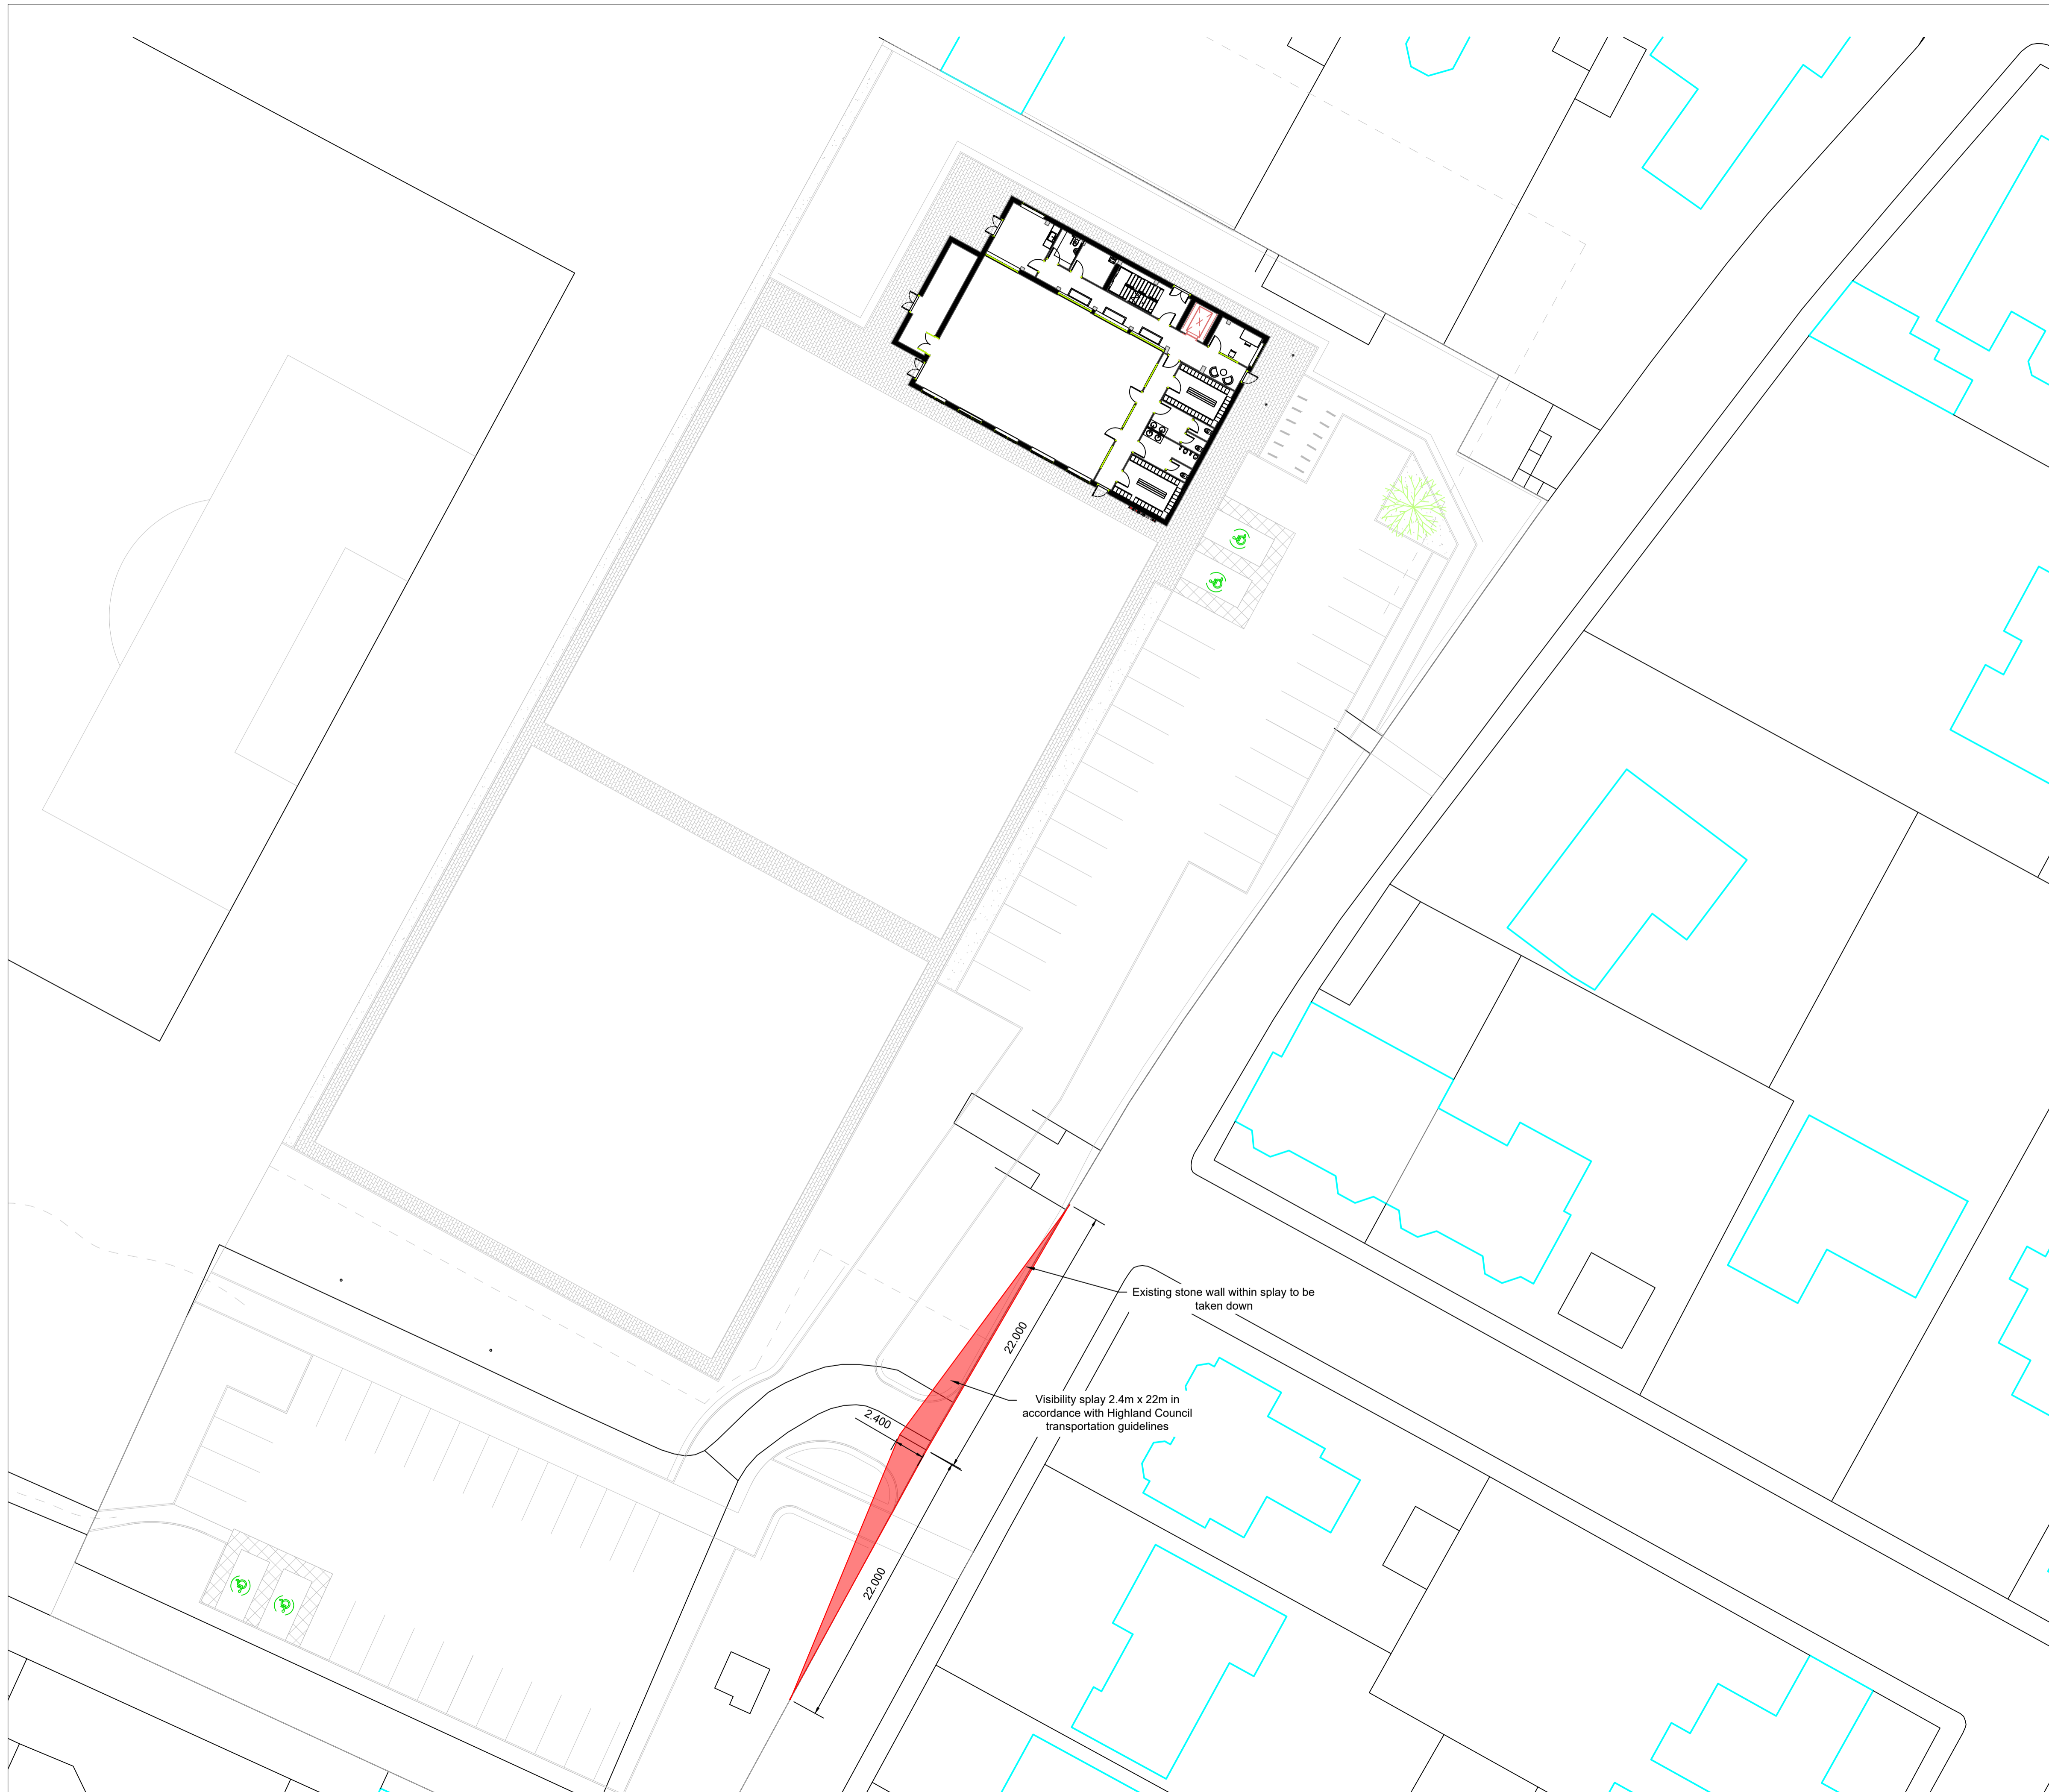 Existing stone wall within splay to be
taken down
22.000
Visibility splay 2.4m x 22m in
accordance with Highland Council
transportation guidelines
2.400
22.000